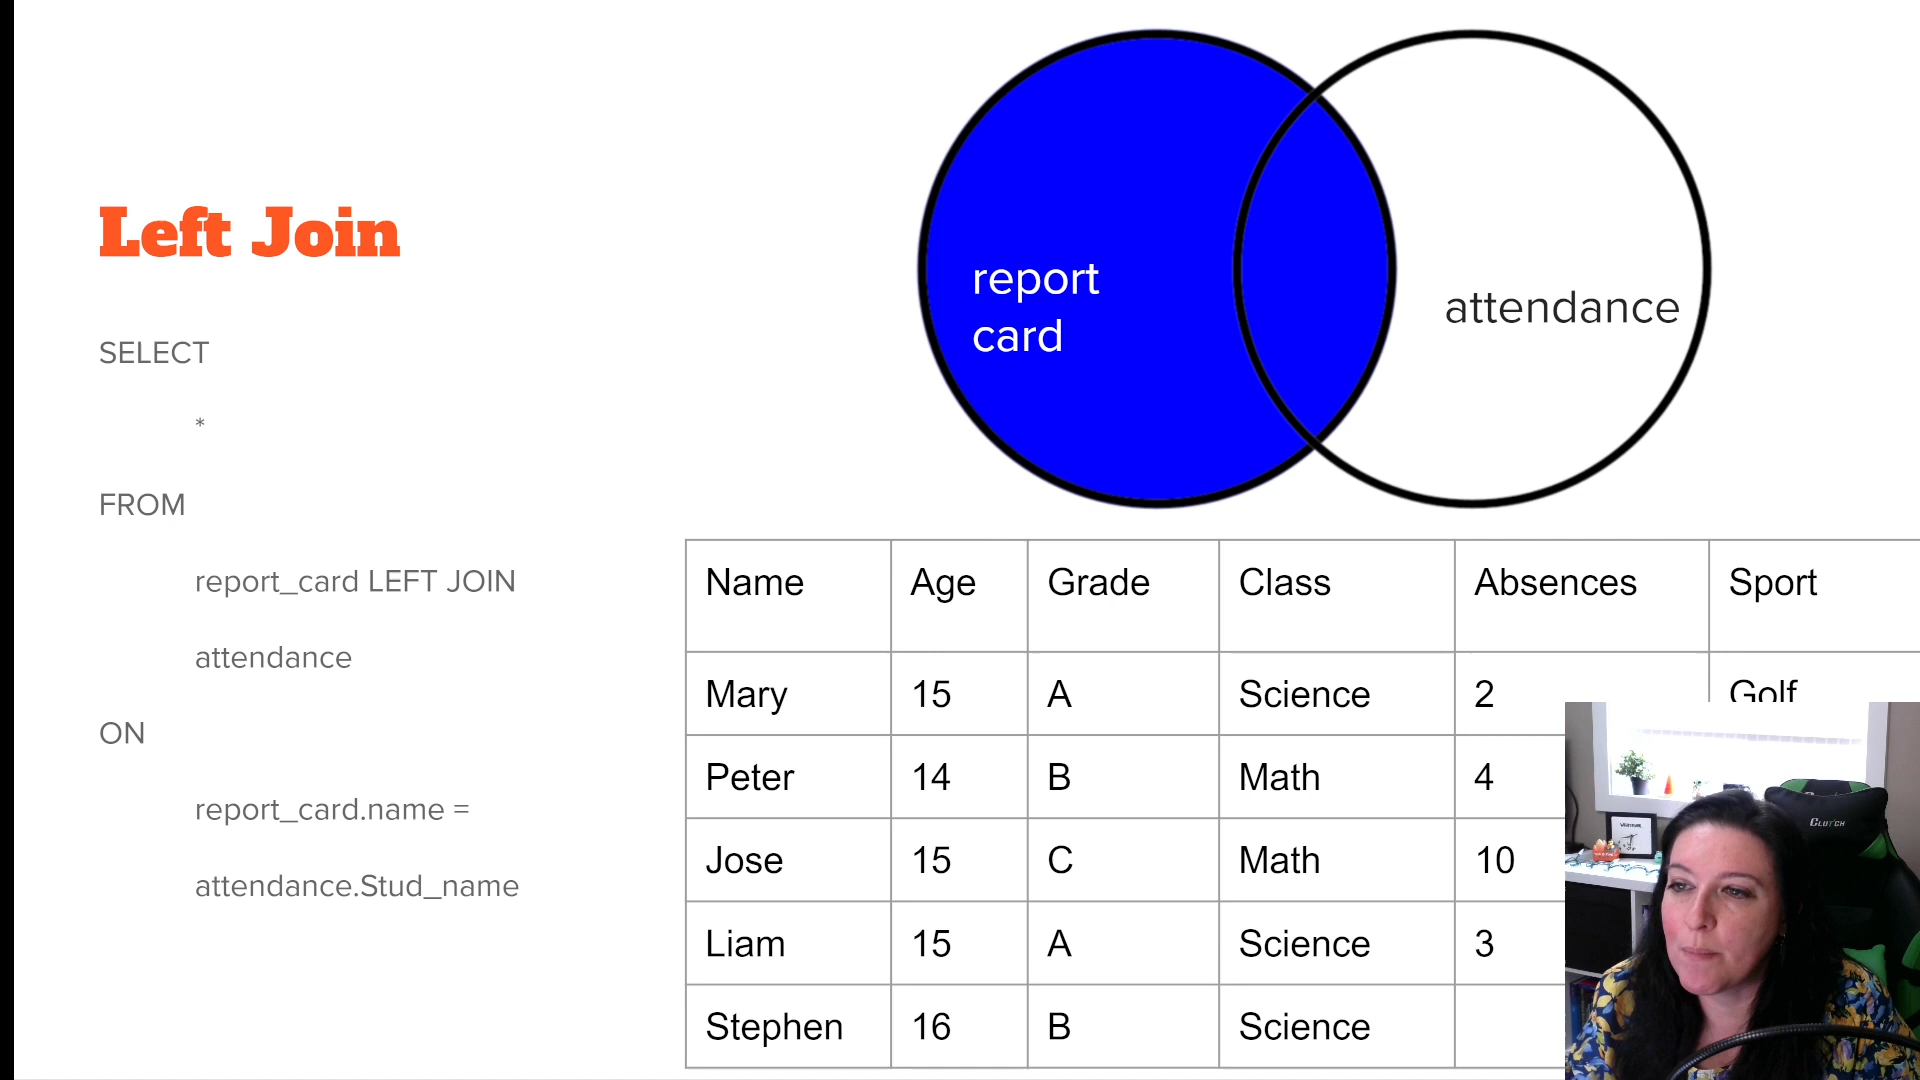 Left Join
SELECT
*
FROM
report_card LEFT JOIN
attendance
ON
report_card.name =
attendance.Stud_name
report
card
attendance
Name Age Grade Class Absences Sport
Mary 15 A Science 2 Golf
Peter 14 B Math 4
Jose 15 C Math 10
Liam 15 A Science 3
Stephen 16 B Science
CLUTCH